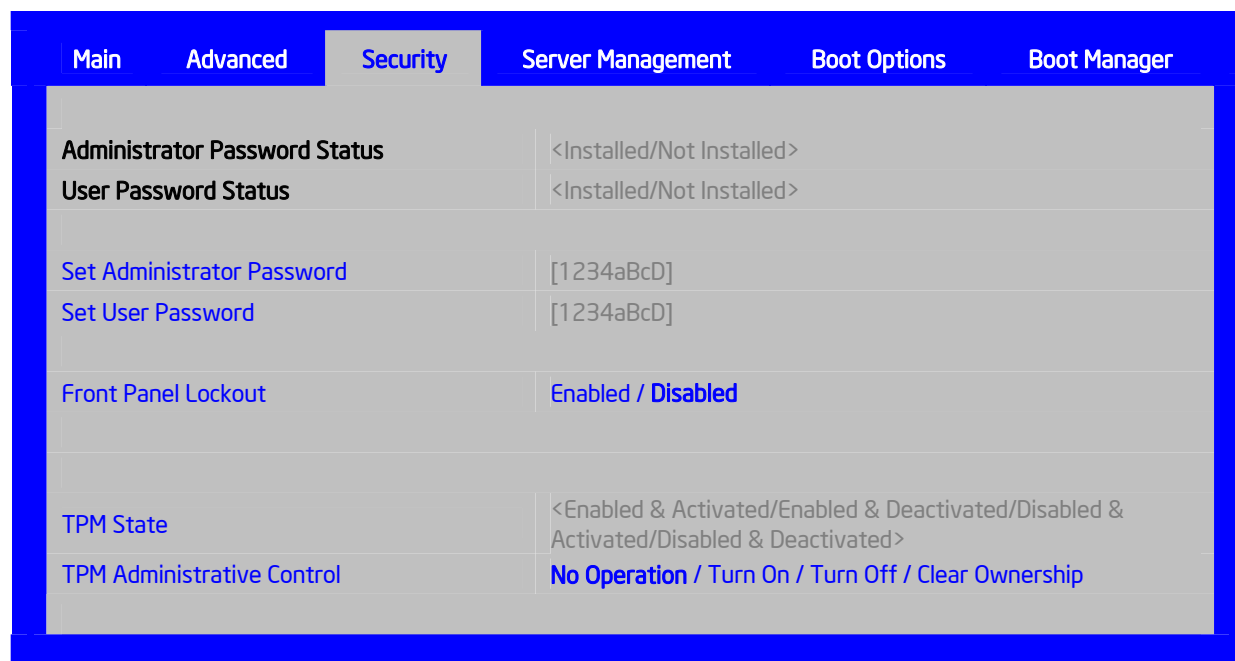 Main Advanced Security Server Management Boot Options Boot Manager
Administrator Password Status <Installed/Not Installed>
User Password Status <Installed/Not Installed>
Set Administrator Password [1234aBcD]
Set User Password [1234aBcD]
Front Panel Lockout Enabled / Disabled
TPM State <Enabled & Activated/Enabled & Deactivated/Disabled &
Activated/Disabled & Deactivated>
TPM Administrative Control No Operation / Turn On / Turn Off / Clear Ownership